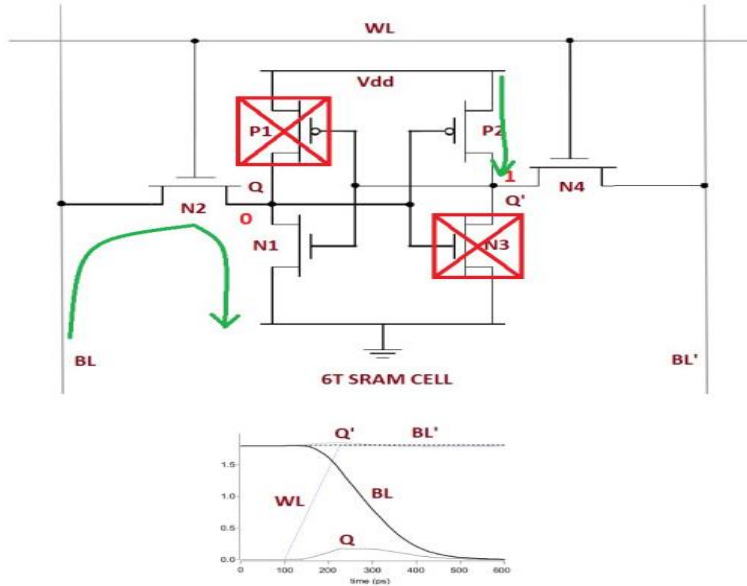 WL
Vdd
P1
P2
1
Q
Q'
N2
N4
0
N1
N3
BL
BL'
6T SRAM CELL
Q'
BL'
1.5
WL
BL
1.0
0.5
Q
0.0
0 100 200 300 400 500 600
time (ps)